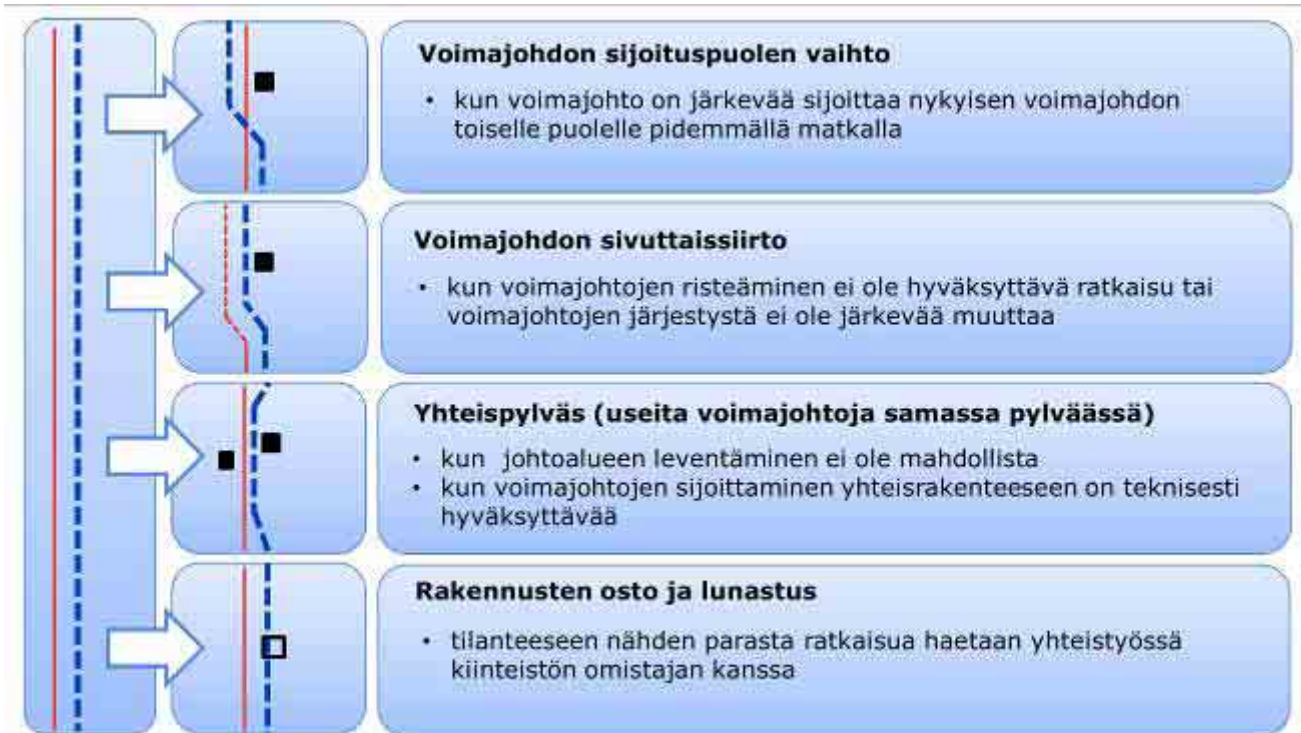 Voimajohdon sijoituspuolen vaihto
• kun voimajohto on järkevää sijoittaa nykyisen voimajohdon
toiselle puolelle pidemmällä matkalla
Voimajohdon sivuttaissiirto
• kun voimajohtojen risteäminen ei ole hyväksyttävä ratkaisu tai
voimajohtojen järjestystä ei ole järkevää muuttaa
Yhteispylväs (useita voimajohtoja samassa pylväässä)
• kun johtoalueen leventäminen ei ole mahdollista
• kun voimajohtojen sijoittaminen yhteisrakenteeseen on teknisesti
hyväksyttävää
Rakennusten osto ja lunastus
• tilanteeseen nähden parasta ratkaisua haetaan yhteistyössä
kiinteistön omistajan kanssa